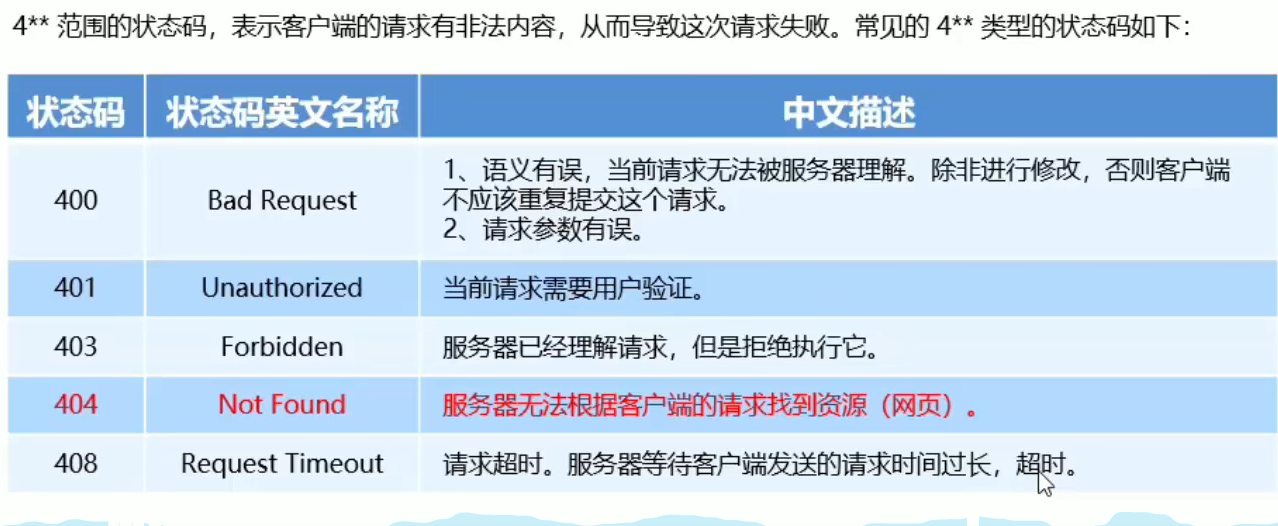 4** 范围的状态码，表示客户端的请求有非法内容，从而导致这次请求失败。常见的 4** 类型的状态码如下：
状态码 状态码英文名称 中文描述
400 Bad Request 1、语义有误，当前请求无法被服务器理解。除非进行修改，否则客户端
不应该重复提交这个请求。
2、请求参数有误。
401 Unauthorized 当前请求需要用户验证。
403 Forbidden 服务器已经理解请求，但是拒绝执行它。
404 Not Found 服务器无法根据客户端的请求找到资源（网页）。
408 Request Timeout 请求超时。服务器等待客户端发送的请求时间过长，超时。